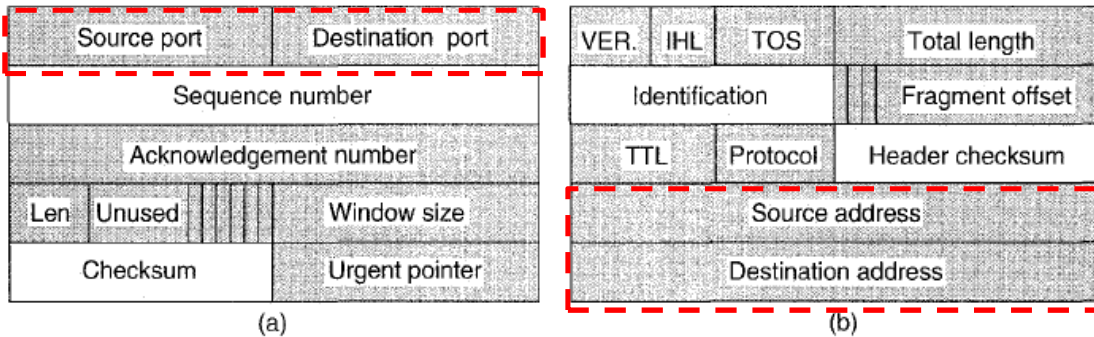 Source port Destination port
Sequence number
Acknowledgement number
Len Unused Window size
Checksum Urgent pointer
(a)
VER. IHL TOS Total length
Identification Fragment offset
TTL Protocol Header checksum
Source address
Destination address
(b)